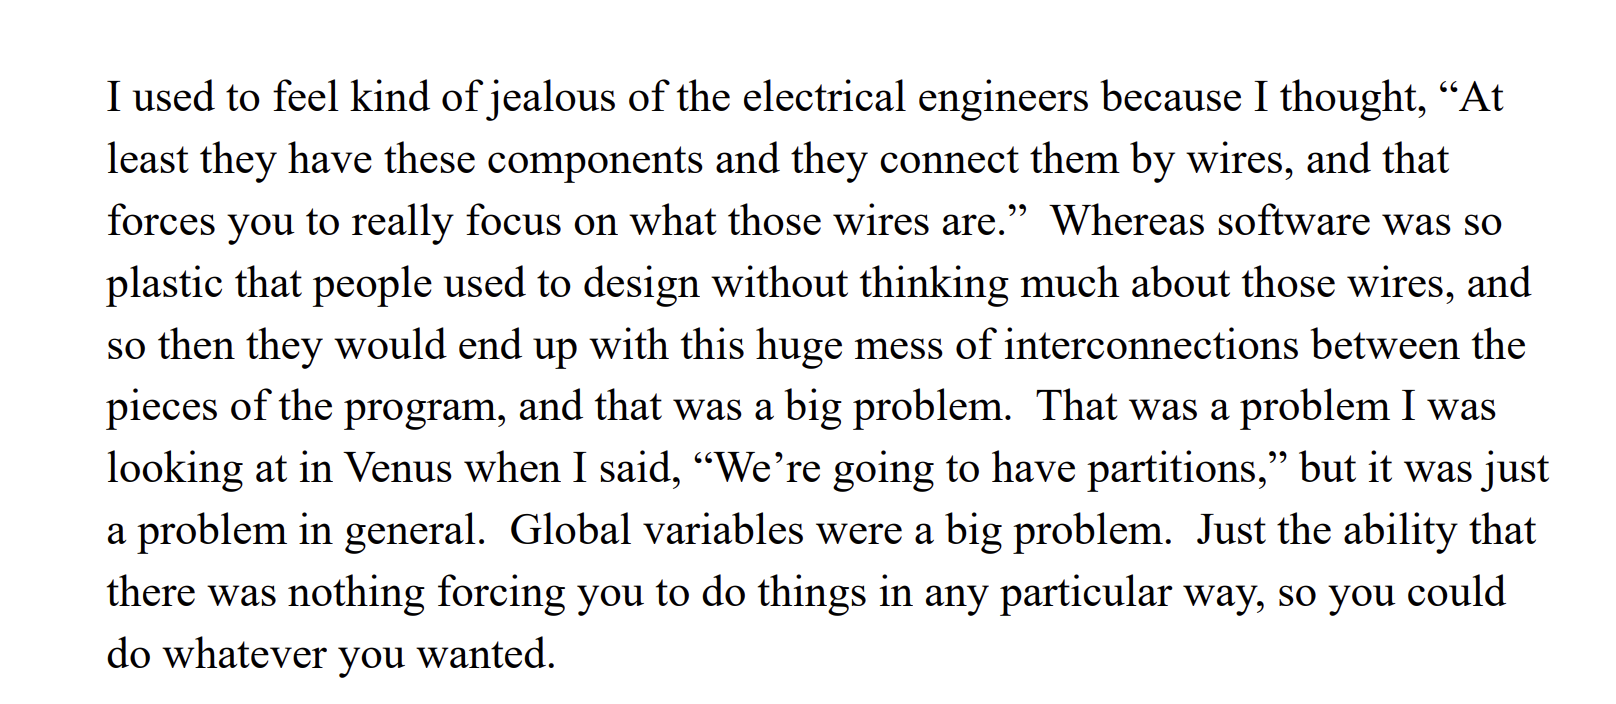 I used to feel kind of jealous of the electrical engineers because I thought, “At
least they have these components and they connect them by wires, and that
forces you to really focus on what those wires are.”  Whereas software was so
plastic that people used to design without thinking much about those wires, and
so then they would end up with this huge mess of interconnections between the
pieces of the program, and that was a big problem.  That was a problem I was
looking at in Venus when I said, “We’re going to have partitions,” but it was just
a problem in general.  Global variables were a big problem.  Just the ability that
there was nothing forcing you to do things in any particular way, so you could
do whatever you wanted.